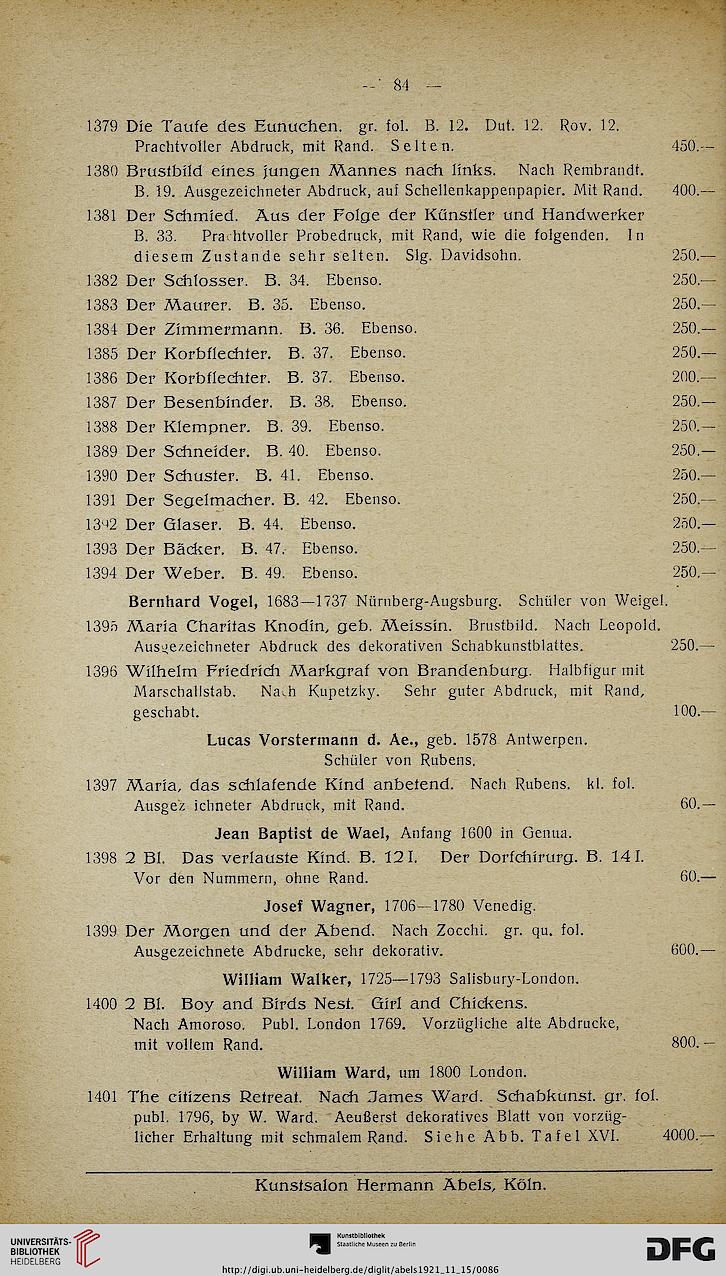 — 84 —
1379 Die Taufe des Eunuchen. gr. fol. B. 12. Dut. 12. Rov. 12.
Prachtvoller Abdruck, mit Rand. Selten. 450.—
1380 Brustbild eines jungen Mannes nach links. Nach Rembrandt.
B. 19. Ausgezeichneter Abdruck, auf Schellenkappenpapier. Mit Rand. 400.—
1381 Der Schmied. Aus der Folge der Künstler und Handwerker
B. 33. Prachtvoller Probedruck, mit Rand, wie die folgenden. In
diesem Zustande sehr selten. Slg. Davidsohn. 250.—
1382 Der Schlosser. B. 34. Ebenso. 250.—
1383 Der Maurer. B. 35. Ebenso. 250.—
1384 Der Zimmermann. B. 36. Ebenso. 250.—
1385 Der Korbflechter. B. 37. Ebenso. 250.—
1386 Der Korbflechter. B. 37. Ebenso. 200.—
1387 Der Besenbinder. B. 38. Ebenso. 250.—
1388 Der Klempner. B. 39. Ebenso. 250.—
1389 Der Schneider. B. 40. Ebenso. 250.—
1390 Der Schuster. B. 41. Ebenso. 250.—
1391 Der Segelmacher. B. 42. Ebenso. 250.—
1392 Der Glaser. B. 44. Ebenso. 250.—
1393 Der Bäcker. B. 47. Ebenso. 250.—
1394 Der Weber. B. 49. Ebenso. 250.—
Bernhard Vogel, 1683—1737 Nürnberg-Augsburg. Schüler von Weigel.
1395 Maria Charitas Knodin, geb. Meissin. Brustbild. Nach Leopold.
Ausgezeichneter Abdruck des dekorativen Schabkunstblattes. 250.—
1396 Wilhelm Friedrich Markgraf von Brandenburg. Halbfigur mit
Marschallstab. Nach Kupetzky. Sehr guter Abdruck, mit Rand,
geschabt. 100.—
Lucas Vorstermann d. Ae., geb. 1578 Antwerpen.
Schüler von Rubens.
1397 Maria, das schlafende Kind anbetend. Nach Rubens. kl. fol.
Ausgez ichneter Abdruck, mit Rand. 60.—
Jean Baptist de Wael, Anfang 1600 in Genua.
1398 2 Bl. Das verlauste Kind. B. 12 I. Der Dorfchirurg. B. 14 I.
Vor den Nummern, ohne Rand. 60.—
Josef Wagner, 1706—1780 Venedig.
1399 Der Morgen und der Abend. Nach Zocchi. gr. qu. fol.
Ausgezeichnete Abdrucke, sehr dekorativ. 600.—
William Walker, 1725—1793 Salisbury-London.
1400 2 Bl. Boy and Birds Nest. Girl and Chickens.
Nach Amoroso. Publ. London 1769. Vorzügliche alte Abdrucke,
mit vollem Rand. 800.—
William Ward, um 1800 London.
1401 The citizens Retreat. Nach James Ward. Schabkunst. gr. fol.
publ. 1796, by W. Ward. Aeußerst dekoratives Blatt von vorzüg-
licher Erhaltung mit schmalem Rand. Siehe Abb. Tafel XVI. 4000.—
Kunstsalon Hermann Abels, Köln.
UNIVERSITÄTS-
BIBLIOTHEK
HEIDELBERG
Kunstbibliothek
Staatliche Museen zu Berlin
DFG
http://digi.ub.uni-heidelberg.de/diglit/abels1921_11_15/0086